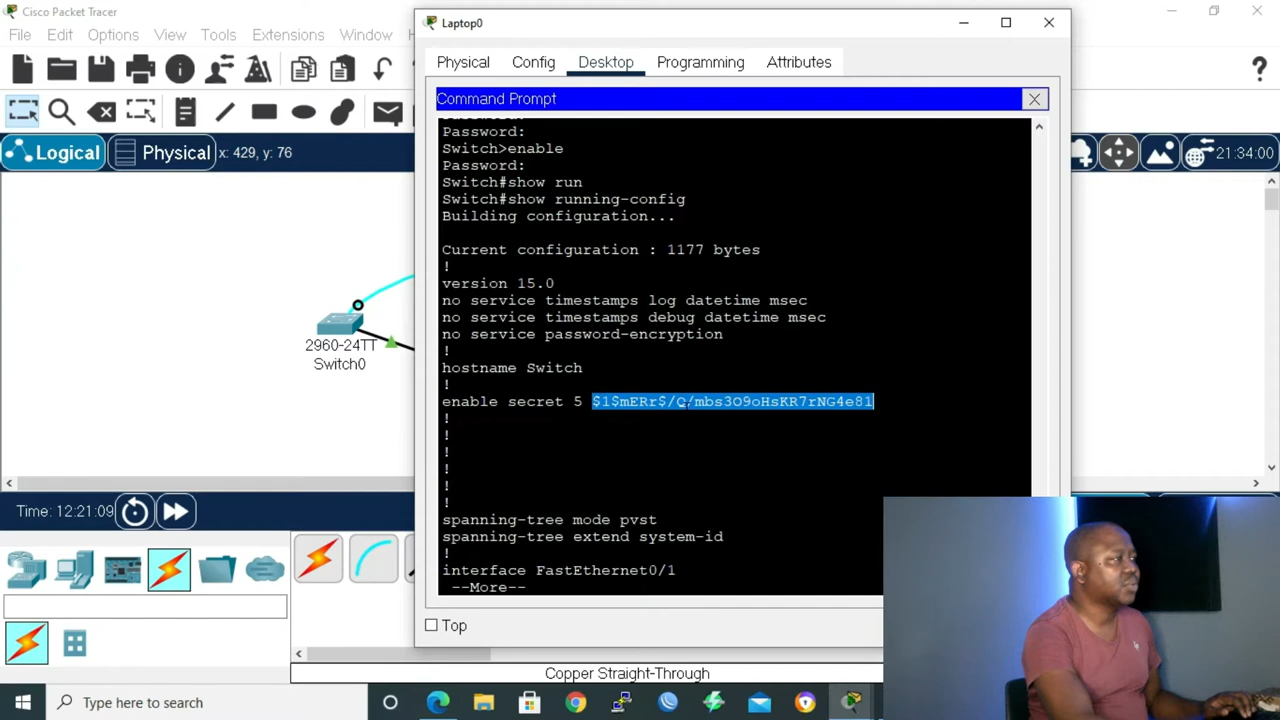 Cisco Packet Tracer
File Edit Options View Tools Extensions Window
Logical
Physical
x: 429, y: 76
21:34:00
2960-24TT
Switch0
Time: 12:21:09
Laptop0
Physical Config Desktop Programming Attributes
Command Prompt
Password:
Switch>enable
Password:
Switch#show run
Switch#show running-config
Building configuration...
Current configuration : 1177 bytes
!
version 15.0
no service timestamps log datetime msec
no service timestamps debug datetime msec
no service password-encryption
!
hostname Switch
!
enable secret 5 $1$mERr$/Q/mbs3O9oHsKR7rNG4e81
!
!
!
!
!
!
spanning-tree mode pvst
spanning-tree extend system-id
!
interface FastEthernet0/1
--More--
Top
Copper Straight-Through
Type here to search